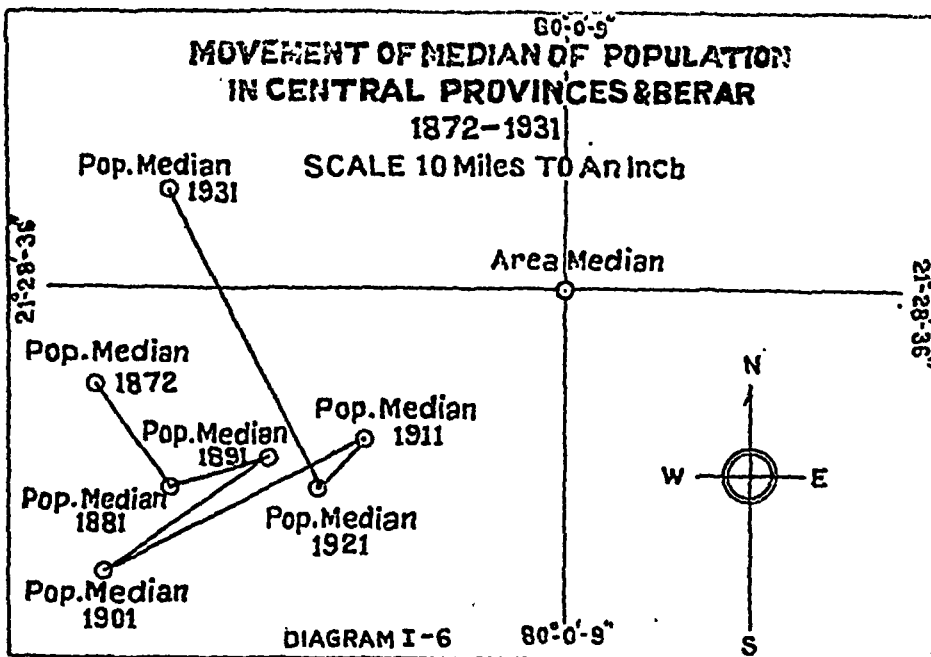 80°-0'-9"
MOVEMENT OF MEDIAN OF POPULATION
IN CENTRAL PROVINCES & BERAR
1872-1931
SCALE 10 Miles TO An Inch
Pop. Median
1931
21°-28'-36"
Area Median
21°-28'-36"
Pop. Median
1872
Pop. Median
1911
Pop. Median
1891
Pop. Median
1881
Pop. Median
1921
Pop. Median
1901
N
W
E
S
DIAGRAM I-6
80°-0'-9"